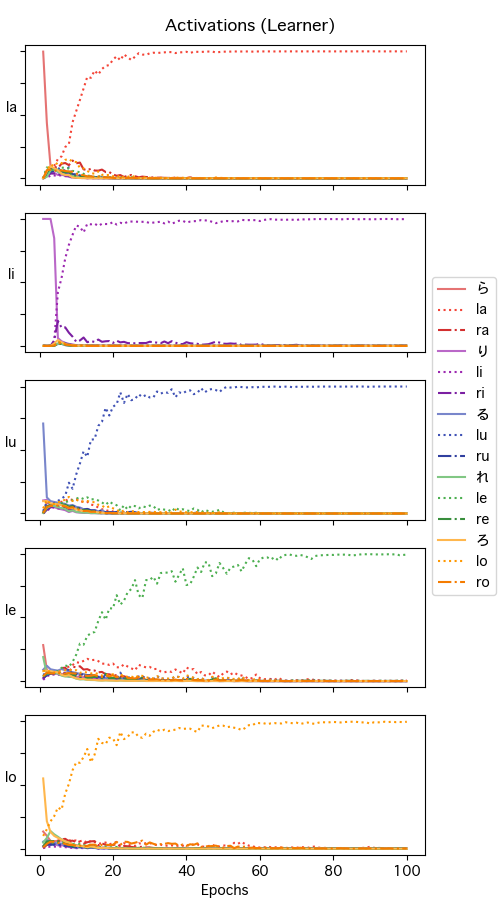 Activations (Learner)
la
li
lu
le
lo
ら
la
ra
り
li
ri
る
lu
ru
れ
le
re
ろ
lo
ro
0 20 40 60 80 100
Epochs